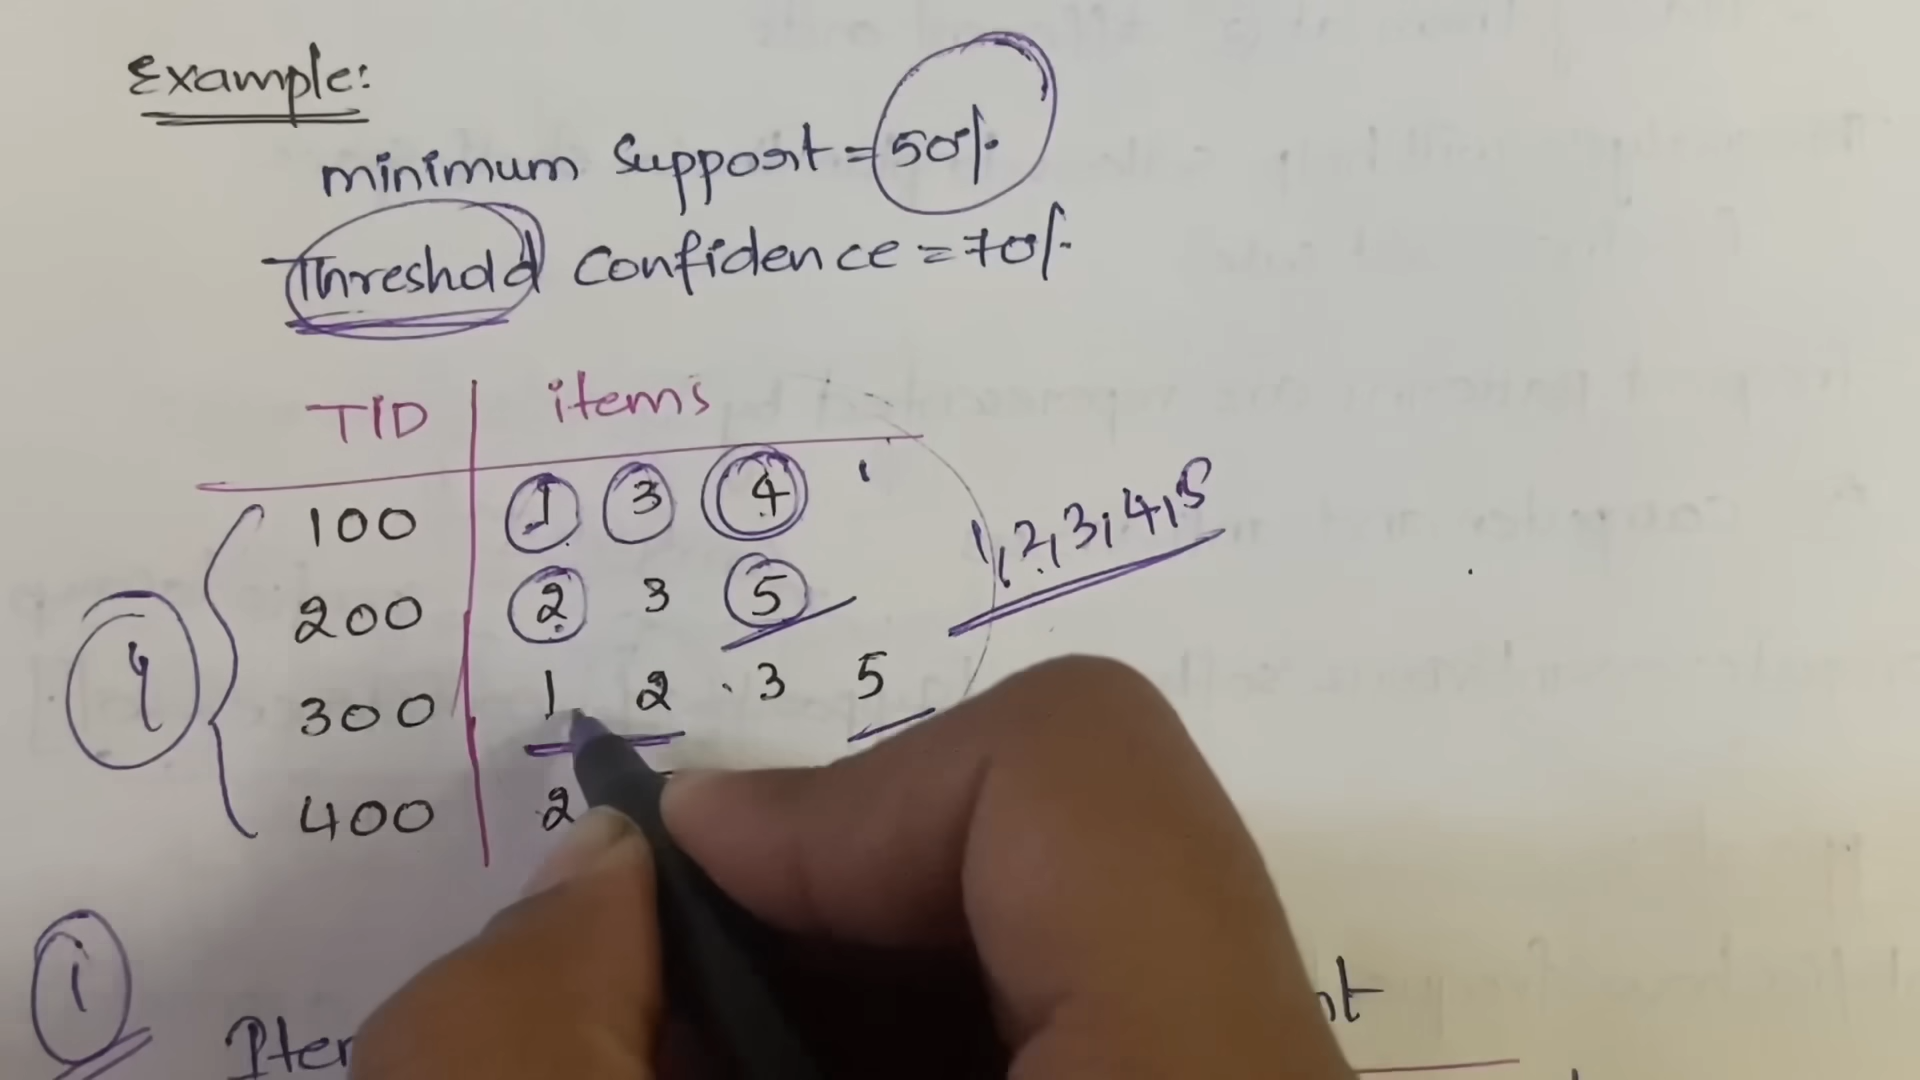 Example:
minimum support = 50%
Threshold Confidence = 70%
TID items
100 1 3 4
1, 2, 3, 4, 5
200 2 3 5
300 1 2 3 5
4
400 2
1